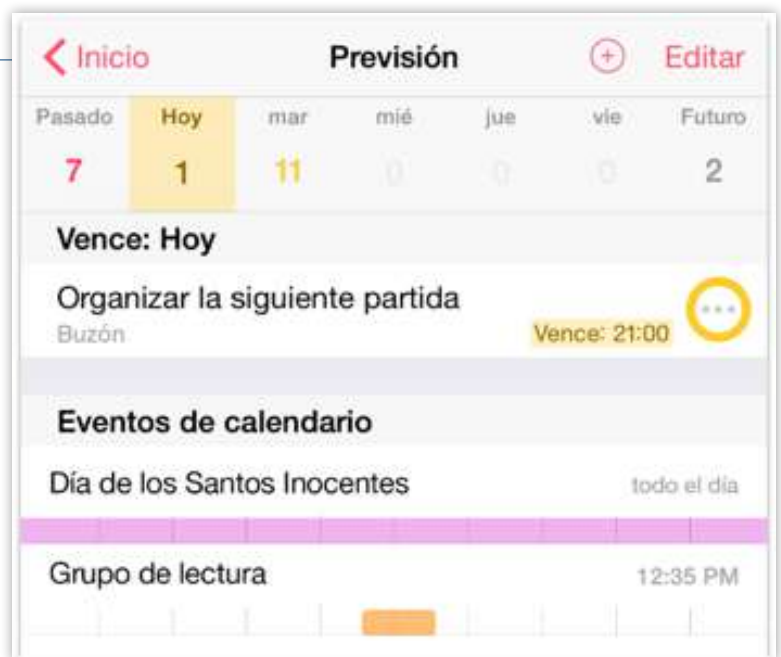 Inicio Previsión Editar
Pasado Hoy mar mié jue vie Futuro
7 1 11 0 0 0 2
Vence: Hoy
Organizar la siguiente partida
Buzón Vence: 21:00
Eventos de calendario
Día de los Santos Inocentes todo el día
Grupo de lectura 12:35 PM